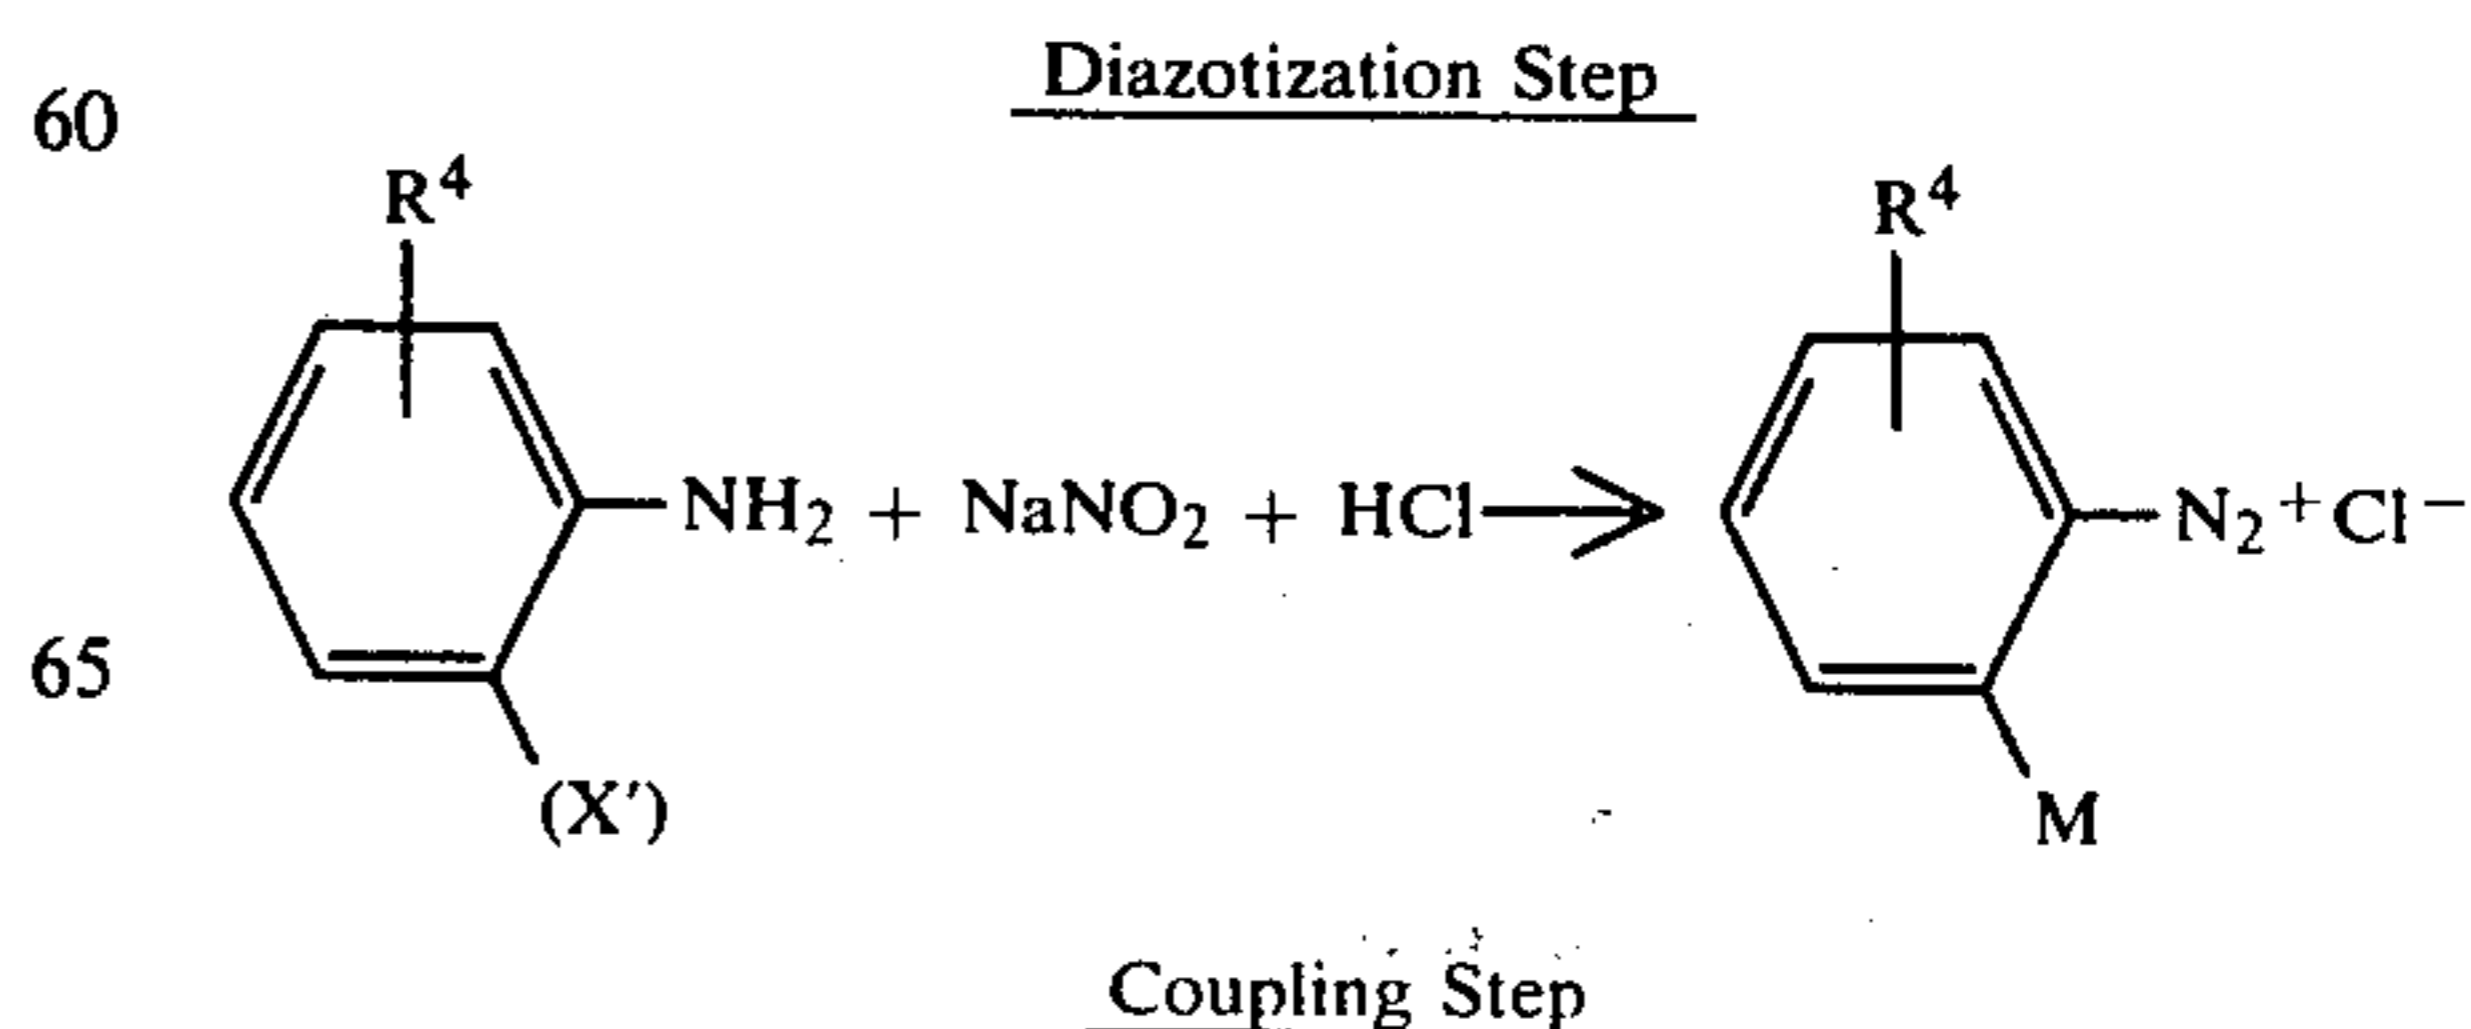 Diazotization Step
60
R⁴ R⁴
NH₂ + NaNO₂ + HCl → N₂⁺Cl⁻
65
(X′) M
Coupling Step